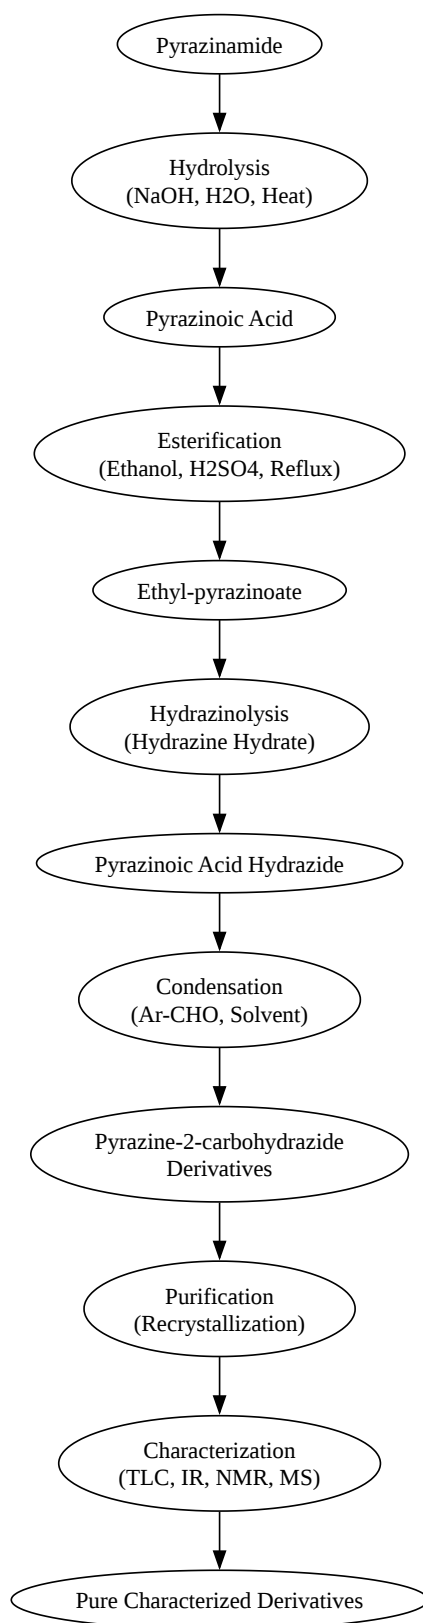 Pyrazinamide
Hydrolysis
(NaOH, H2O, Heat)
Pyrazinoic Acid
Esterification
(Ethanol, H2SO4, Reflux)
Ethyl-pyrazinoate
Hydrazinolysis
(Hydrazine Hydrate)
Pyrazinoic Acid Hydrazide
Condensation
(Ar-CHO, Solvent)
Pyrazine-2-carbohydrazide
Derivatives
Purification
(Recrystallization)
Characterization
(TLC, IR, NMR, MS)
Pure Characterized Derivatives